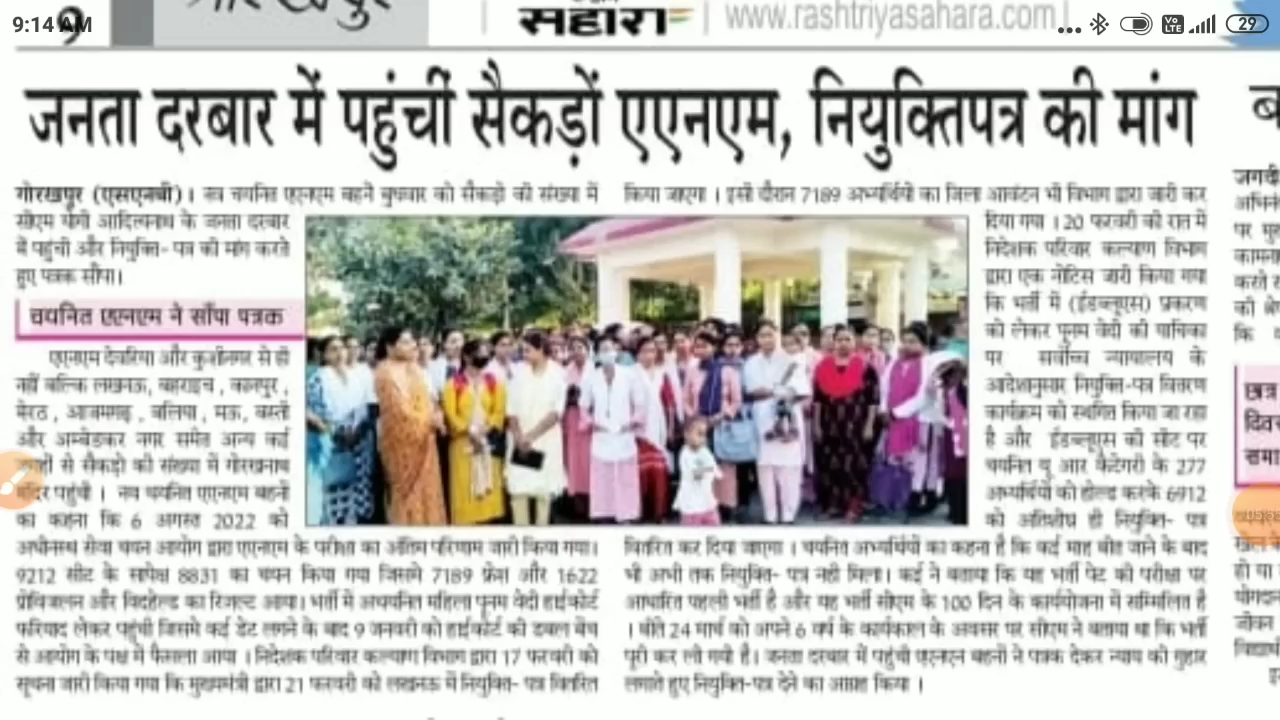 9:14 AM
9
गोरखपुर
सहारा
www.rashtriyasahara.com
29
जनता दरबार में पहुंचीं सैकड़ों एएनएम, नियुक्तिपत्र की मांग
गोरखपुर (एसएनबी)। नव चयनित एएनएम बहनें बुधवार को सैकड़ों की संख्या में
सीएम योगी आदित्यनाथ के जनता दरबार
में पहुंची और नियुक्ति- पत्र की मांग करते
हुए पत्रक सौंपा।
चयनित एएनएम ने सौंपा पत्रक
एएनएम देवरिया और कुशीनगर से ही
नहीं बल्कि लखनऊ, बहराइच , कानपुर ,
मेरठ , आजमगढ़ , बलिया , मऊ, बस्ती
और अम्बेडकर नगर समेत अन्य कई
जगहों से सैकड़ो की संख्या में गोरखनाथ
मंदिर पहुंची । नव चयनित एएनएम बहनों
का कहना कि 6 अगस्त 2022 को
अधीनस्थ सेवा चयन आयोग द्वारा एएनएम के परीक्षा का अंतिम परिणाम जारी किया गया।
9212 सीट के सापेक्ष 8831 का चयन किया गया जिसमे 7189 फ्रेश और 1622
प्रोविजनल और विदहेल्ड का रिजल्ट आया। भर्ती में अचयनित महिला पूनम वेदी हाईकोर्ट
फरियाद लेकर पहुंची जिसमे कई डेट लगने के बाद 9 जनवरी को हाईकोर्ट की डबल बेंच
से आयोग के पक्ष में फैसला आया । निदेशक परिवार कल्याण विभाग द्वारा 17 फरवरी को
सूचना जारी किया गया कि मुख्यमंत्री द्वारा 21 फरवरी को लखनऊ में नियुक्ति- पत्र वितरित
किया जाएगा । इसी दौरान 7189 अभ्यर्थियों का जिला आवंटन भी विभाग द्वारा जारी कर
दिया गया । 20 फरवरी की रात में
निदेशक परिवार कल्याण विभाग
द्वारा एक नोटिस जारी किया गया
कि भर्ती में (ईडब्लूएस) प्रकरण
को लेकर पूनम वेदी की याचिका
पर सर्वोच्च न्यायालय के
आदेशानुसार नियुक्ति-पत्र वितरण
कार्यक्रम को स्थगित किया जा रहा
है और ईडब्लूएस की सीट पर
चयनित यू आर कैटेगरी के 277
अभ्यर्थियों को होल्ड करके 6912
को अतिशीघ्र ही नियुक्ति- पत्र
वितरित कर दिया जाएगा । चयनित अभ्यर्थियों का कहना है कि कई माह बीत जाने के बाद
भी अभी तक नियुक्ति- पत्र नही मिला। कई ने बताया कि यह भर्ती पेट की परीक्षा पर
आधारित पहली भर्ती है और यह भर्ती सीएम के 100 दिन के कार्ययोजना में सम्मिलित है
। बीते 24 मार्च को अपने 6 वर्ष के कार्यकाल के अवसर पर सीएम ने बताया था कि भर्ती
पूरी कर ली गयी है। जनता दरबार में पहुंची एएनएन बहनों ने पत्रक देकर न्याय की गुहार
लगाते हुए नियुक्ति-पत्र देने का आग्रह किया ।
ब
पर
करते
कि
छात्र
दिव
समा